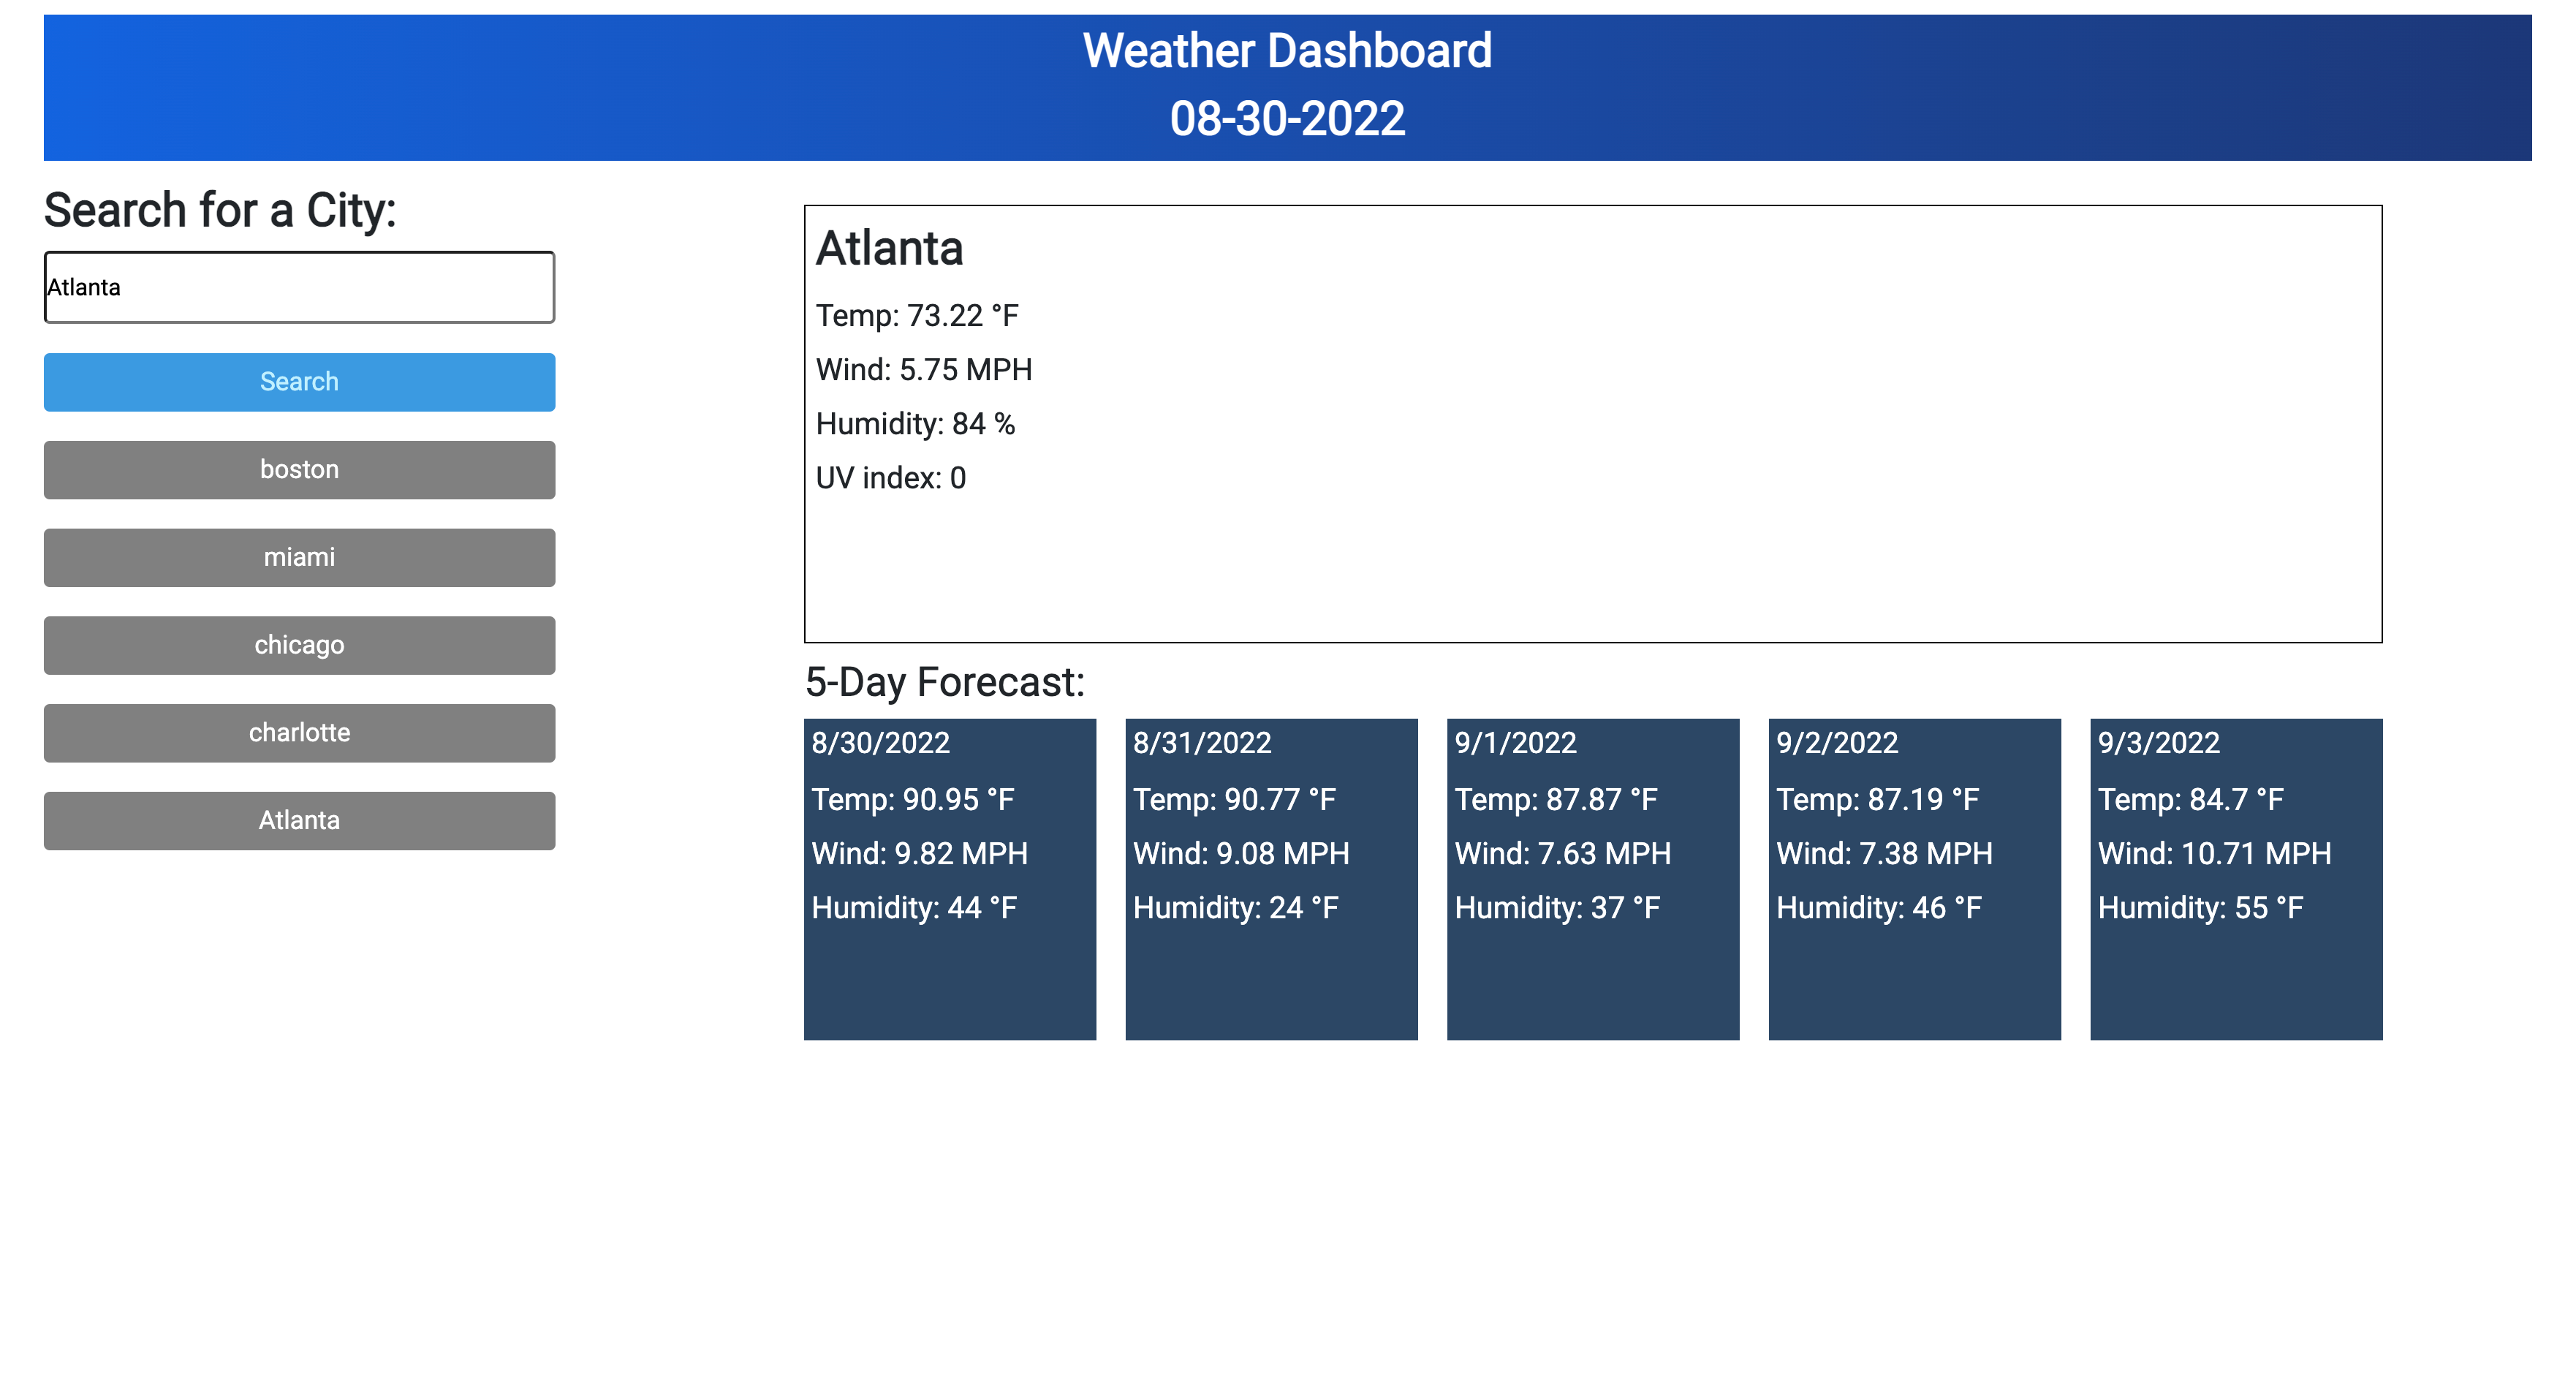 Weather Dashboard
08-30-2022
Search for a City:
Atlanta
Search
boston
miami
chicago
charlotte
Atlanta
Atlanta
Temp: 73.22 °F
Wind: 5.75 MPH
Humidity: 84 %
UV index: 0
5-Day Forecast:
8/30/2022
Temp: 90.95 °F
Wind: 9.82 MPH
Humidity: 44 °F
8/31/2022
Temp: 90.77 °F
Wind: 9.08 MPH
Humidity: 24 °F
9/1/2022
Temp: 87.87 °F
Wind: 7.63 MPH
Humidity: 37 °F
9/2/2022
Temp: 87.19 °F
Wind: 7.38 MPH
Humidity: 46 °F
9/3/2022
Temp: 84.7 °F
Wind: 10.71 MPH
Humidity: 55 °F